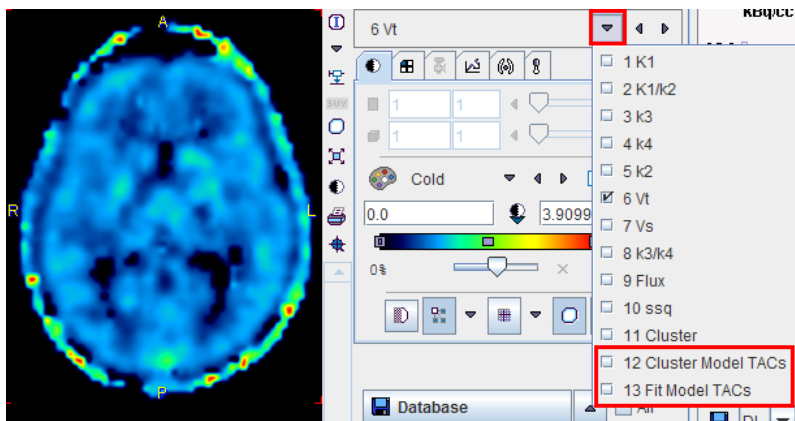 A
R
L
P
6 Vt
kBq/cc
SUV
1 1
1 1
Cold
0.0
3.9099
0%
Database
All
1 K1
2 K1/k2
3 k3
4 k4
5 k2
6 Vt
7 Vs
8 k3/k4
9 Flux
10 ssq
11 Cluster
12 Cluster Model TACs
13 Fit Model TACs